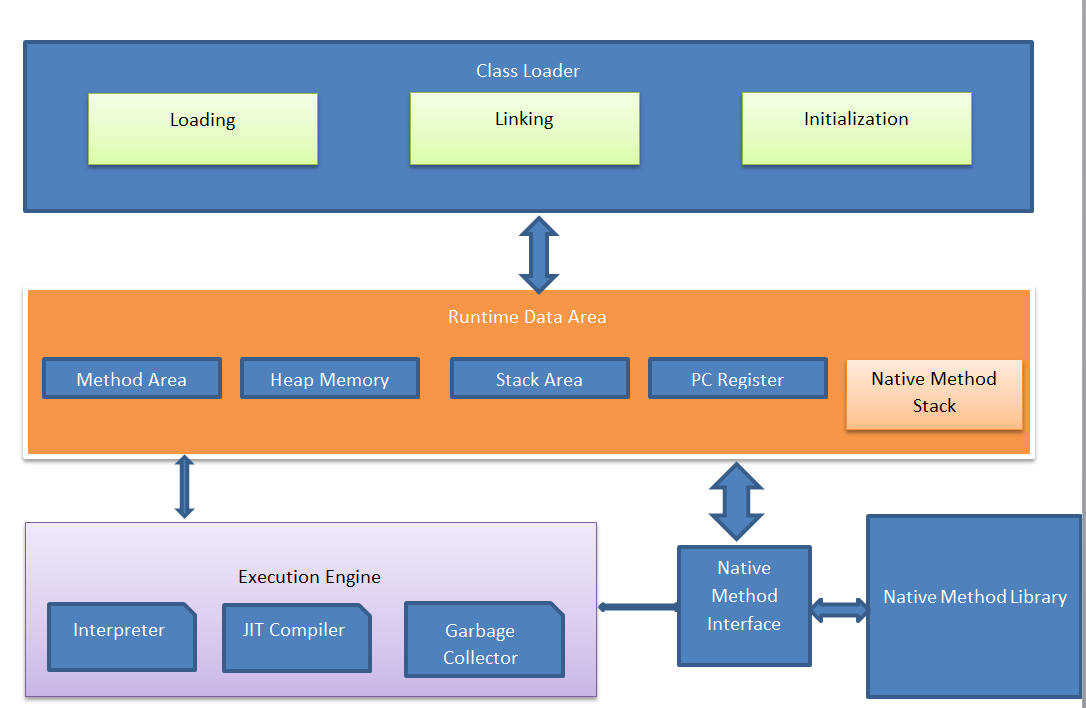 Class Loader
Loading
Linking
Initialization
Runtime Data Area
Method Area
Heap Memory
Stack Area
PC Register
Native Method
Stack
Execution Engine
Interpreter
JIT Compiler
Garbage
Collector
Native
Method
Interface
Native Method Library